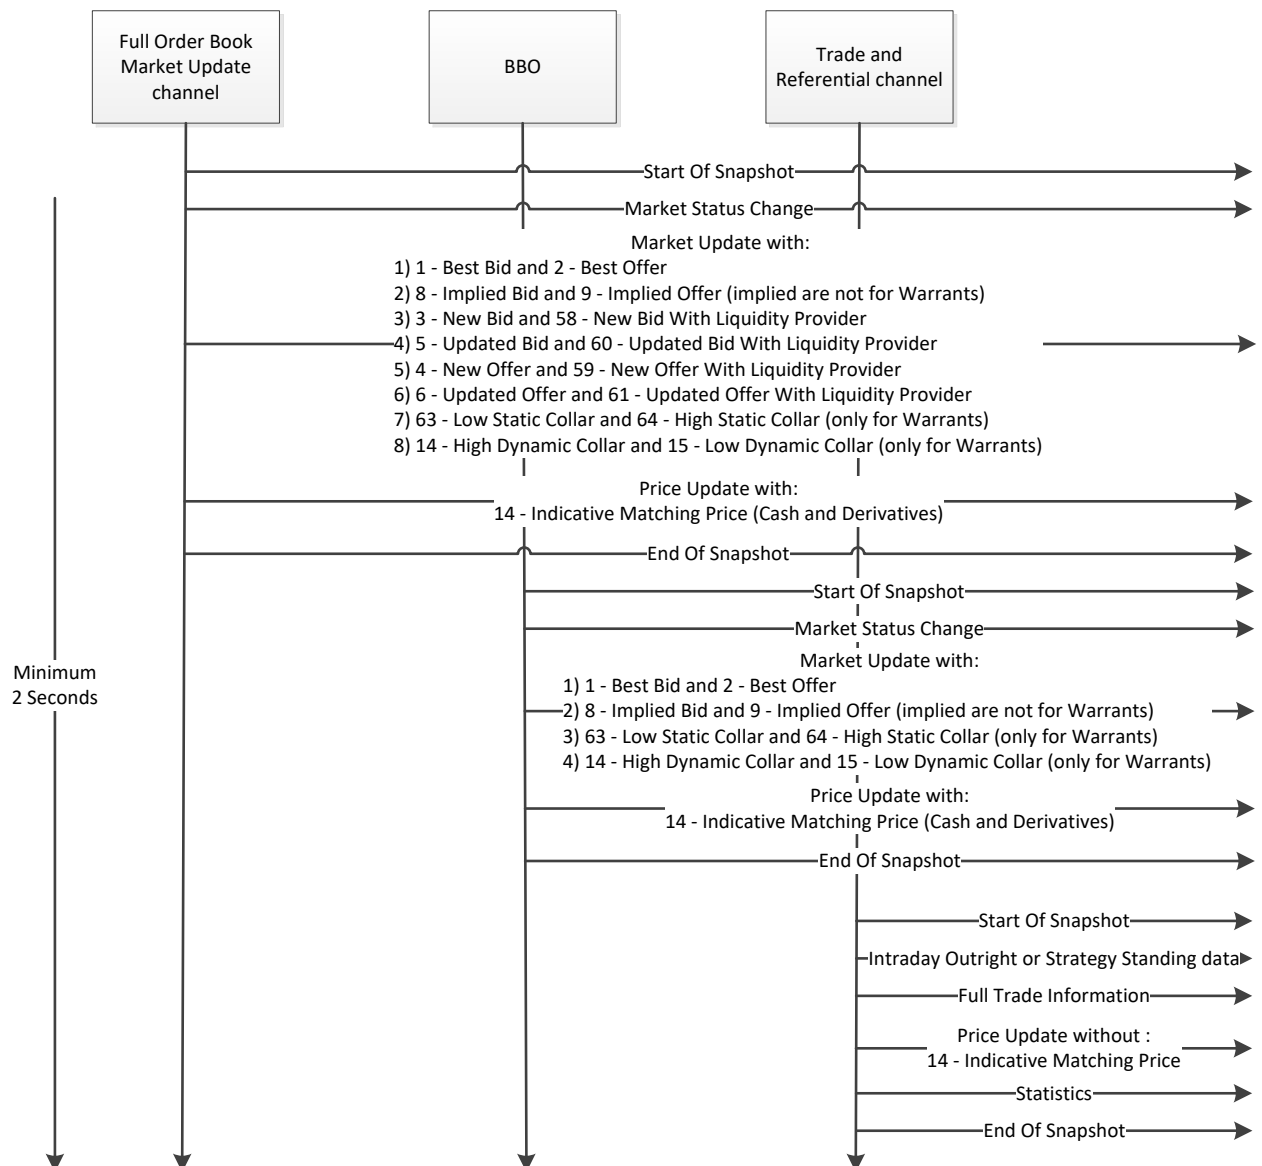 Full Order Book
Market Update
channel
BBO
Trade and
Referential channel
Start Of Snapshot
Market Status Change
Market Update with:
1) 1 - Best Bid and 2 - Best Offer
2) 8 - Implied Bid and 9 - Implied Offer (implied are not for Warrants)
3) 3 - New Bid and 58 - New Bid With Liquidity Provider
4) 5 - Updated Bid and 60 - Updated Bid With Liquidity Provider
5) 4 - New Offer and 59 - New Offer With Liquidity Provider
6) 6 - Updated Offer and 61 - Updated Offer With Liquidity Provider
7) 63 - Low Static Collar and 64 - High Static Collar (only for Warrants)
8) 14 - High Dynamic Collar and 15 - Low Dynamic Collar (only for Warrants)
Price Update with:
14 - Indicative Matching Price (Cash and Derivatives)
End Of Snapshot
Start Of Snapshot
Market Status Change
Minimum
2 Seconds
Market Update with:
1) 1 - Best Bid and 2 - Best Offer
2) 8 - Implied Bid and 9 - Implied Offer (implied are not for Warrants)
3) 63 - Low Static Collar and 64 - High Static Collar (only for Warrants)
4) 14 - High Dynamic Collar and 15 - Low Dynamic Collar (only for Warrants)
Price Update with:
14 - Indicative Matching Price (Cash and Derivatives)
End Of Snapshot
Start Of Snapshot
Intraday Outright or Strategy Standing data
Full Trade Information
Price Update without :
14 - Indicative Matching Price
Statistics
End Of Snapshot